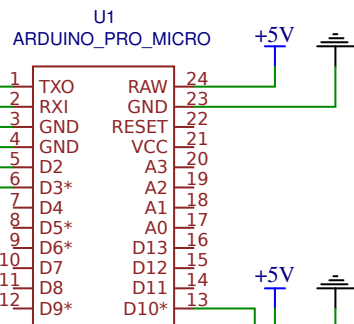 U1
ARDUINO_PRO_MICRO
+5V
1 TXO RAW 24
2 RXI GND 23
3 GND RESET 22
4 GND VCC 21
5 D2 A3 20
6 D3* A2 19
7 D4 A1 18
8 D5* A0 17
9 D6* D13 16
10 D7 D12 15
11 D8 D11 14
12 D9* D10* 13
+5V